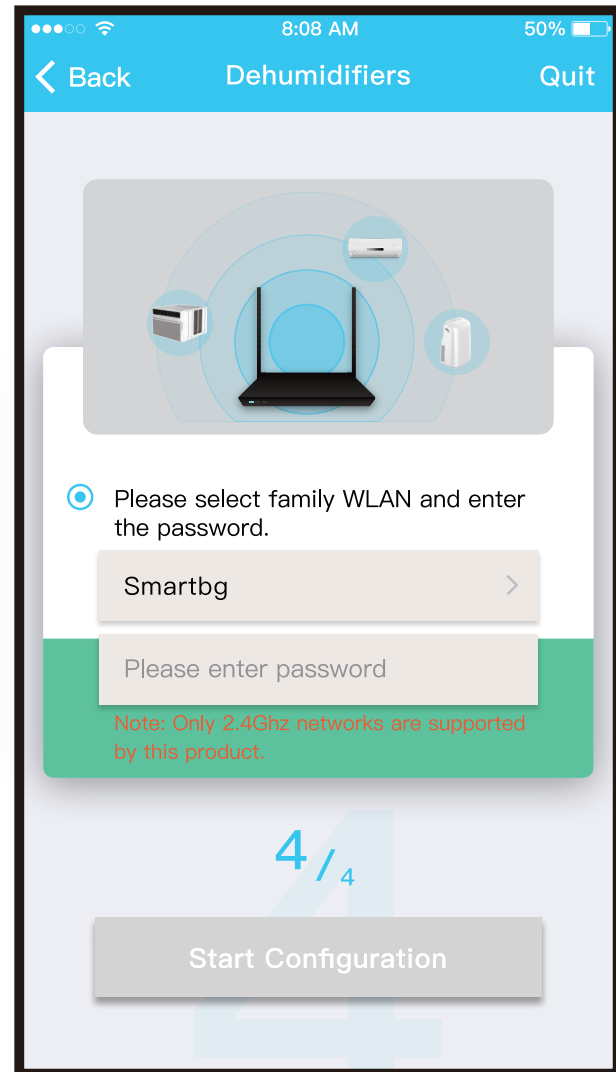 8:08 AM
50%
Back
Dehumidifiers
Quit
Please select family WLAN and enter
the password.
Smartbg
Please enter password
Note: Only 2.4Ghz networks are supported
by this product.
4/4
4
Start Configuration